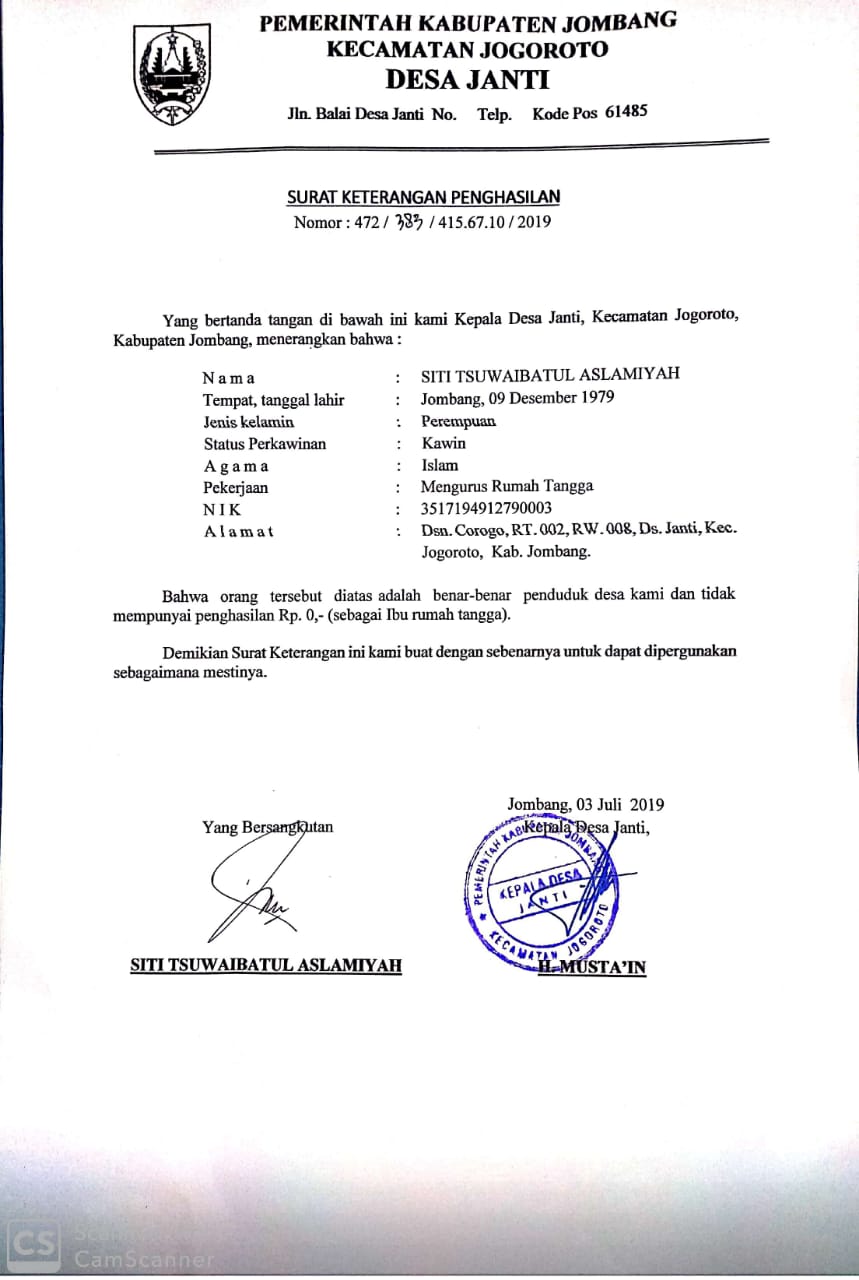 PEMERINTAH KABUPATEN JOMBANG
KECAMATAN JOGOROTO
DESA JANTI
Jln. Balai Desa Janti No. Telp. Kode Pos 61485
SURAT KETERANGAN PENGHASILAN
Nomor : 472 / 383 / 415.67.10 / 2019
Yang bertanda tangan di bawah ini kami Kepala Desa Janti, Kecamatan Jogoroto,
Kabupaten Jombang, menerangkan bahwa :
N a m a : SITI TSUWAIBATUL ASLAMIYAH
Tempat, tanggal lahir : Jombang, 09 Desember 1979
Jenis kelamin : Perempuan
Status Perkawinan : Kawin
A g a m a : Islam
Pekerjaan : Mengurus Rumah Tangga
N I K : 3517194912790003
A l a m a t : Dsn. Corogo, RT. 002, RW. 008, Ds. Janti, Kec.
Jogoroto, Kab. Jombang.
Bahwa orang tersebut diatas adalah benar-benar penduduk desa kami dan tidak
mempunyai penghasilan Rp. 0,- (sebagai Ibu rumah tangga).
Demikian Surat Keterangan ini kami buat dengan sebenarnya untuk dapat dipergunakan
sebagaimana mestinya.
Jombang, 03 Juli 2019
Yang Bersangkutan
Kepala Desa Janti,
PEMERINTAH KABUPATEN JOMBANG
KEPALA DESA
JANTI
KECAMATAN JOGOROTO
SITI TSUWAIBATUL ASLAMIYAH
H. MUSTA'IN
CS
CamScanner